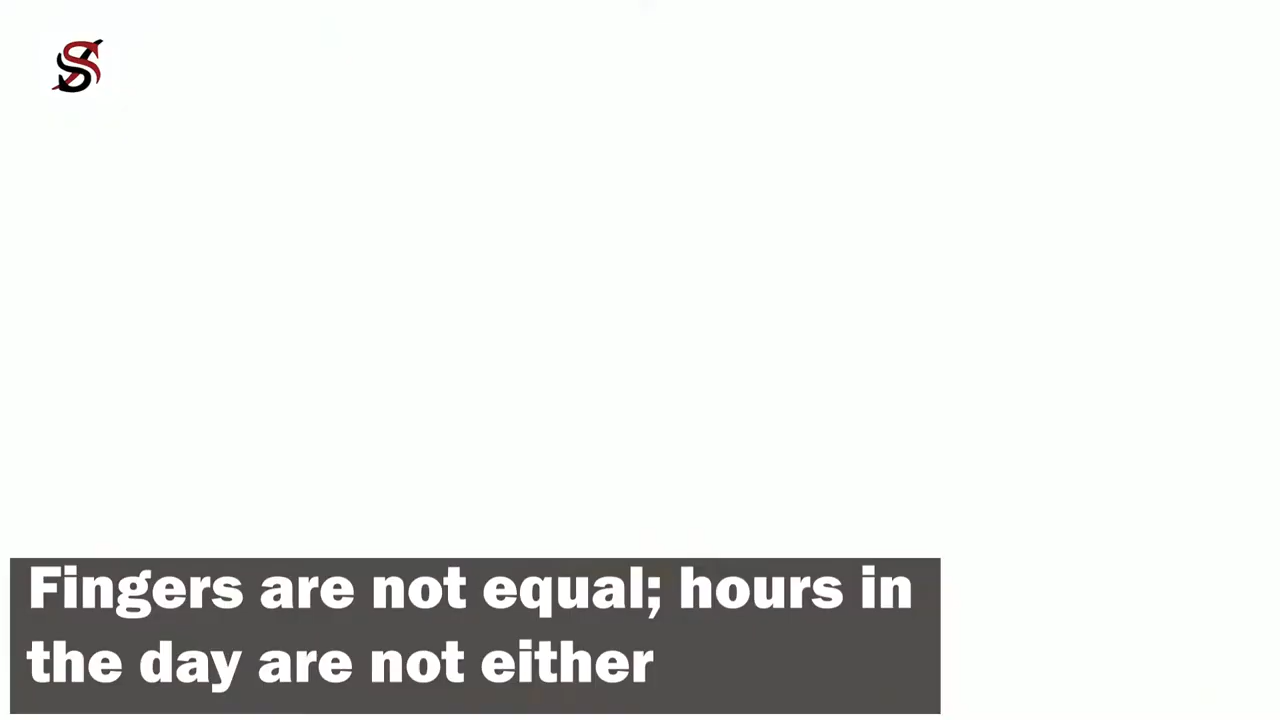 Fingers are not equal; hours in
the day are not either